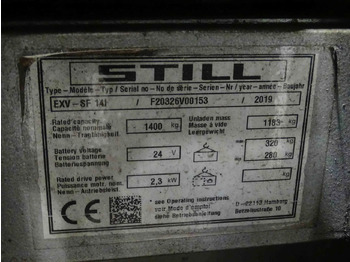 STILL
Type - Modèle - Typ / Serial no - No de série - Serien - Nr / year - année - Baujahr
EXV - SF 14I / F20326V00153 / 2019
Rated capacity Unladen mass
Capacité nominale 1400 kg Masse à vide 1183 kg
Nenn - Tragfähigkeit Leergewicht
Battery voltage max 320 kg
Tension batterie 24 V
Batteriespannung min 280 kg
Rated drive power
Puissance motr. nom. 2,3 kW
Nenn - Antriebsleist.
CE
* see Operating instructions
voir Mode d'emploi D-22113 Hamburg
siehe Betriebsanleitung Berzeliusstraße 10